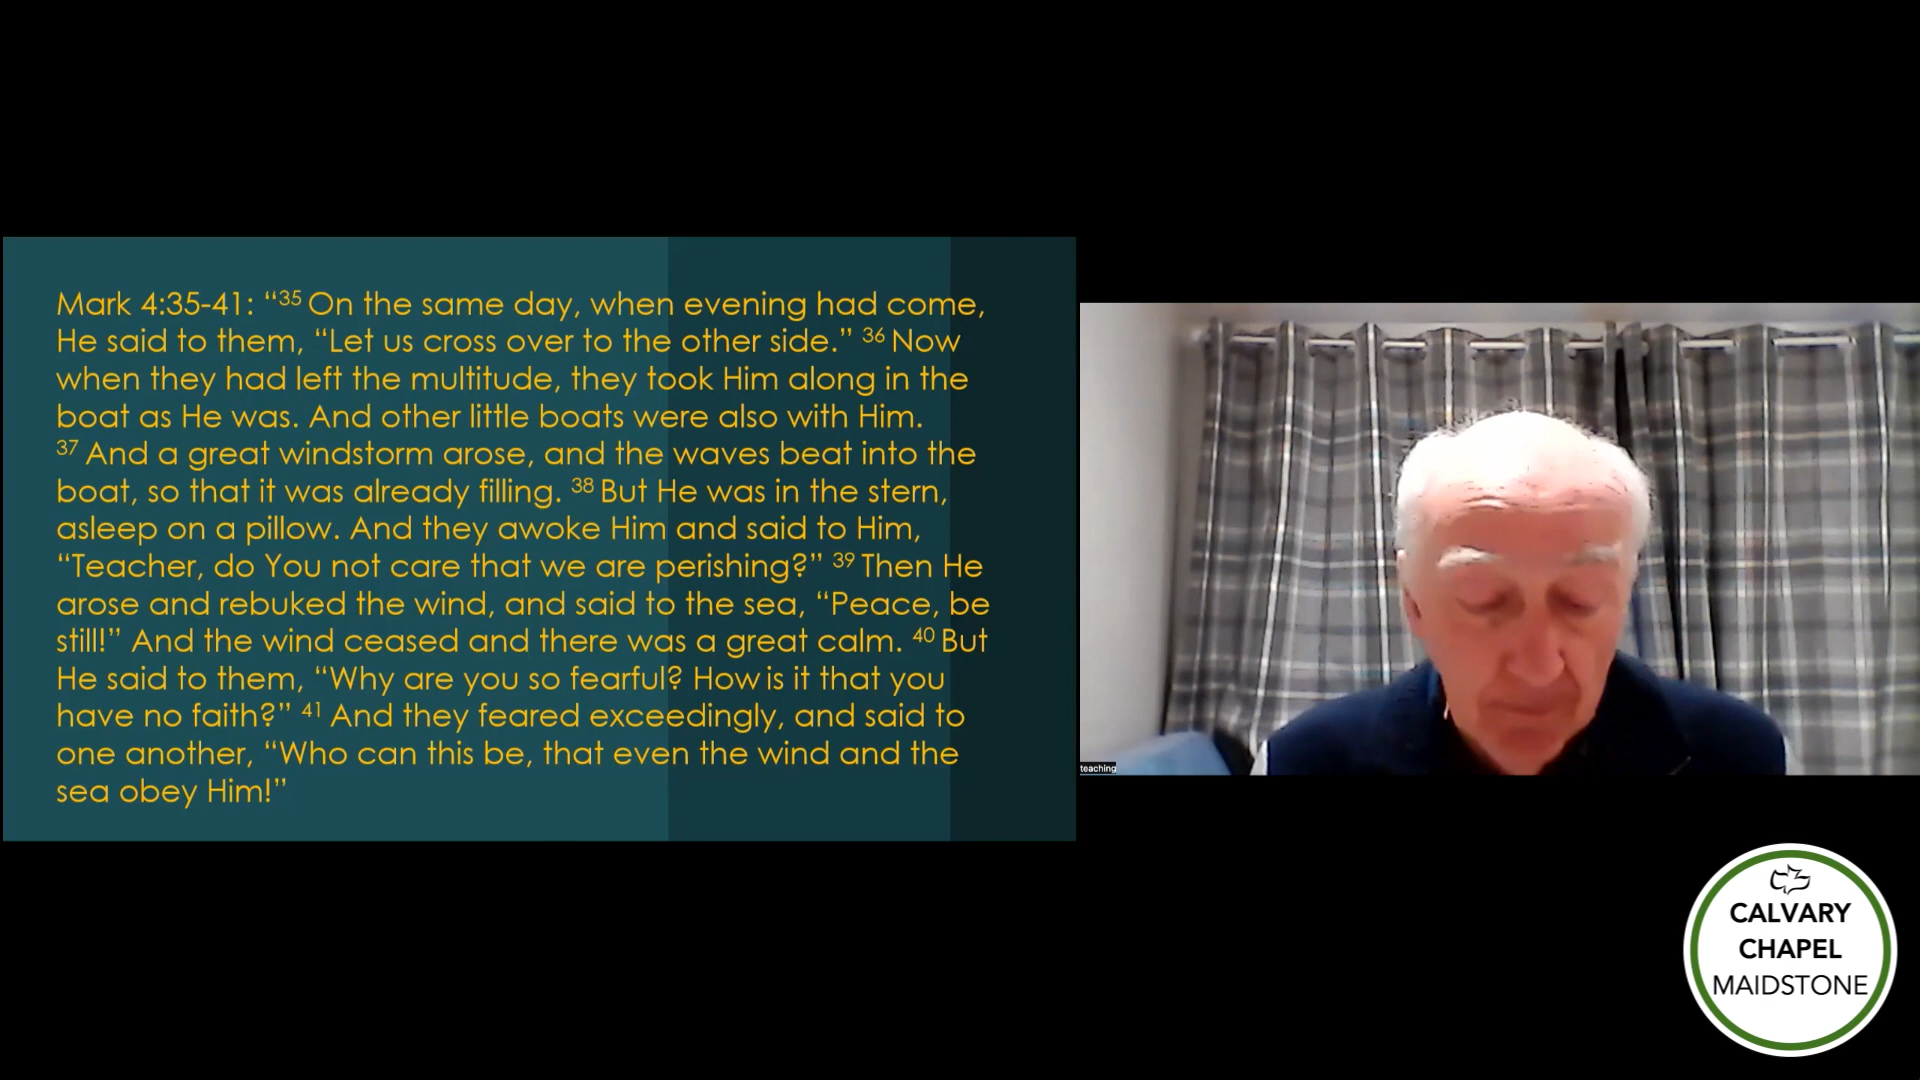 Mark 4:35-41: “35 On the same day, when evening had come,
He said to them, “Let us cross over to the other side.” 36 Now
when they had left the multitude, they took Him along in the
boat as He was. And other little boats were also with Him.
37 And a great windstorm arose, and the waves beat into the
boat, so that it was already filling. 38 But He was in the stern,
asleep on a pillow. And they awoke Him and said to Him,
“Teacher, do You not care that we are perishing?” 39 Then He
arose and rebuked the wind, and said to the sea, “Peace, be
still!” And the wind ceased and there was a great calm. 40 But
He said to them, “Why are you so fearful? How is it that you
have no faith?” 41 And they feared exceedingly, and said to
one another, “Who can this be, that even the wind and the
sea obey Him!”
teaching
CALVARY
CHAPEL
MAIDSTONE